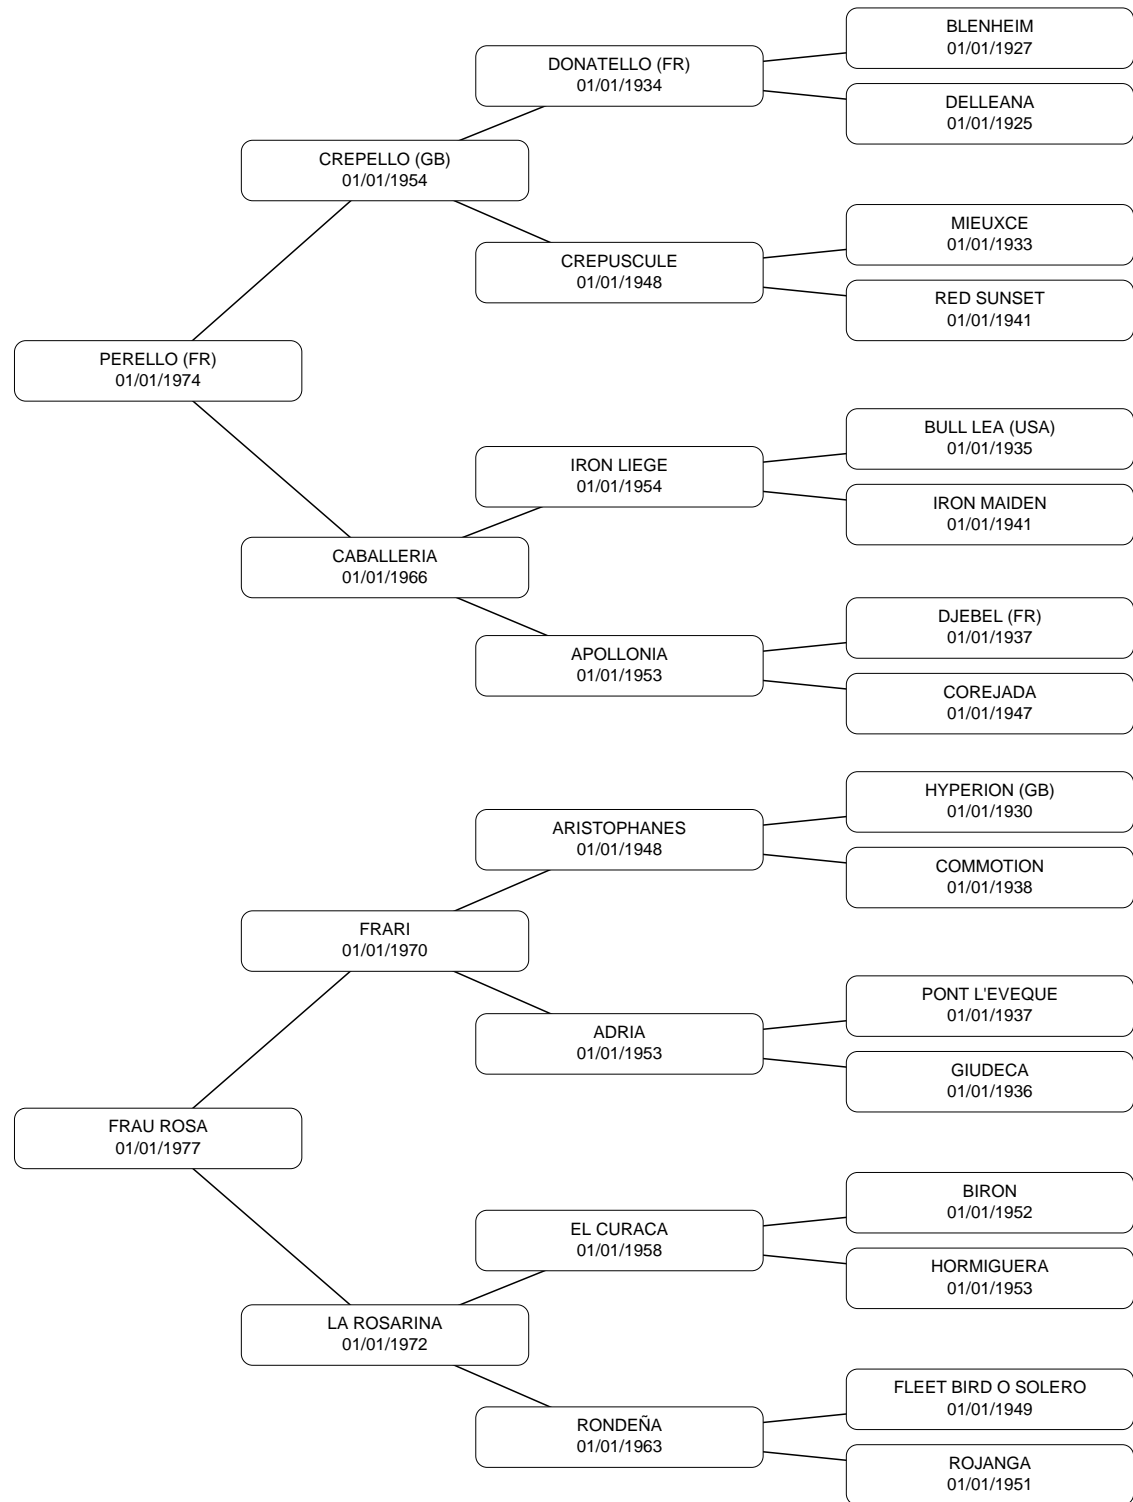 BLENHEIM
01/01/1927
DONATELLO (FR)
01/01/1934
DELLEANA
01/01/1925
CREPELLO (GB)
01/01/1954
MIEUXCE
01/01/1933
CREPUSCULE
01/01/1948
RED SUNSET
01/01/1941
PERELLO (FR)
01/01/1974
BULL LEA (USA)
01/01/1935
IRON LIEGE
01/01/1954
IRON MAIDEN
01/01/1941
CABALLERIA
01/01/1966
DJEBEL (FR)
01/01/1937
APOLLONIA
01/01/1953
COREJADA
01/01/1947
HYPERION (GB)
01/01/1930
ARISTOPHANES
01/01/1948
COMMOTION
01/01/1938
FRARI
01/01/1970
PONT L'EVEQUE
01/01/1937
ADRIA
01/01/1953
GIUDECA
01/01/1936
FRAU ROSA
01/01/1977
BIRON
01/01/1952
EL CURACA
01/01/1958
HORMIGUERA
01/01/1953
LA ROSARINA
01/01/1972
FLEET BIRD O SOLERO
01/01/1949
RONDEÑA
01/01/1963
ROJANGA
01/01/1951